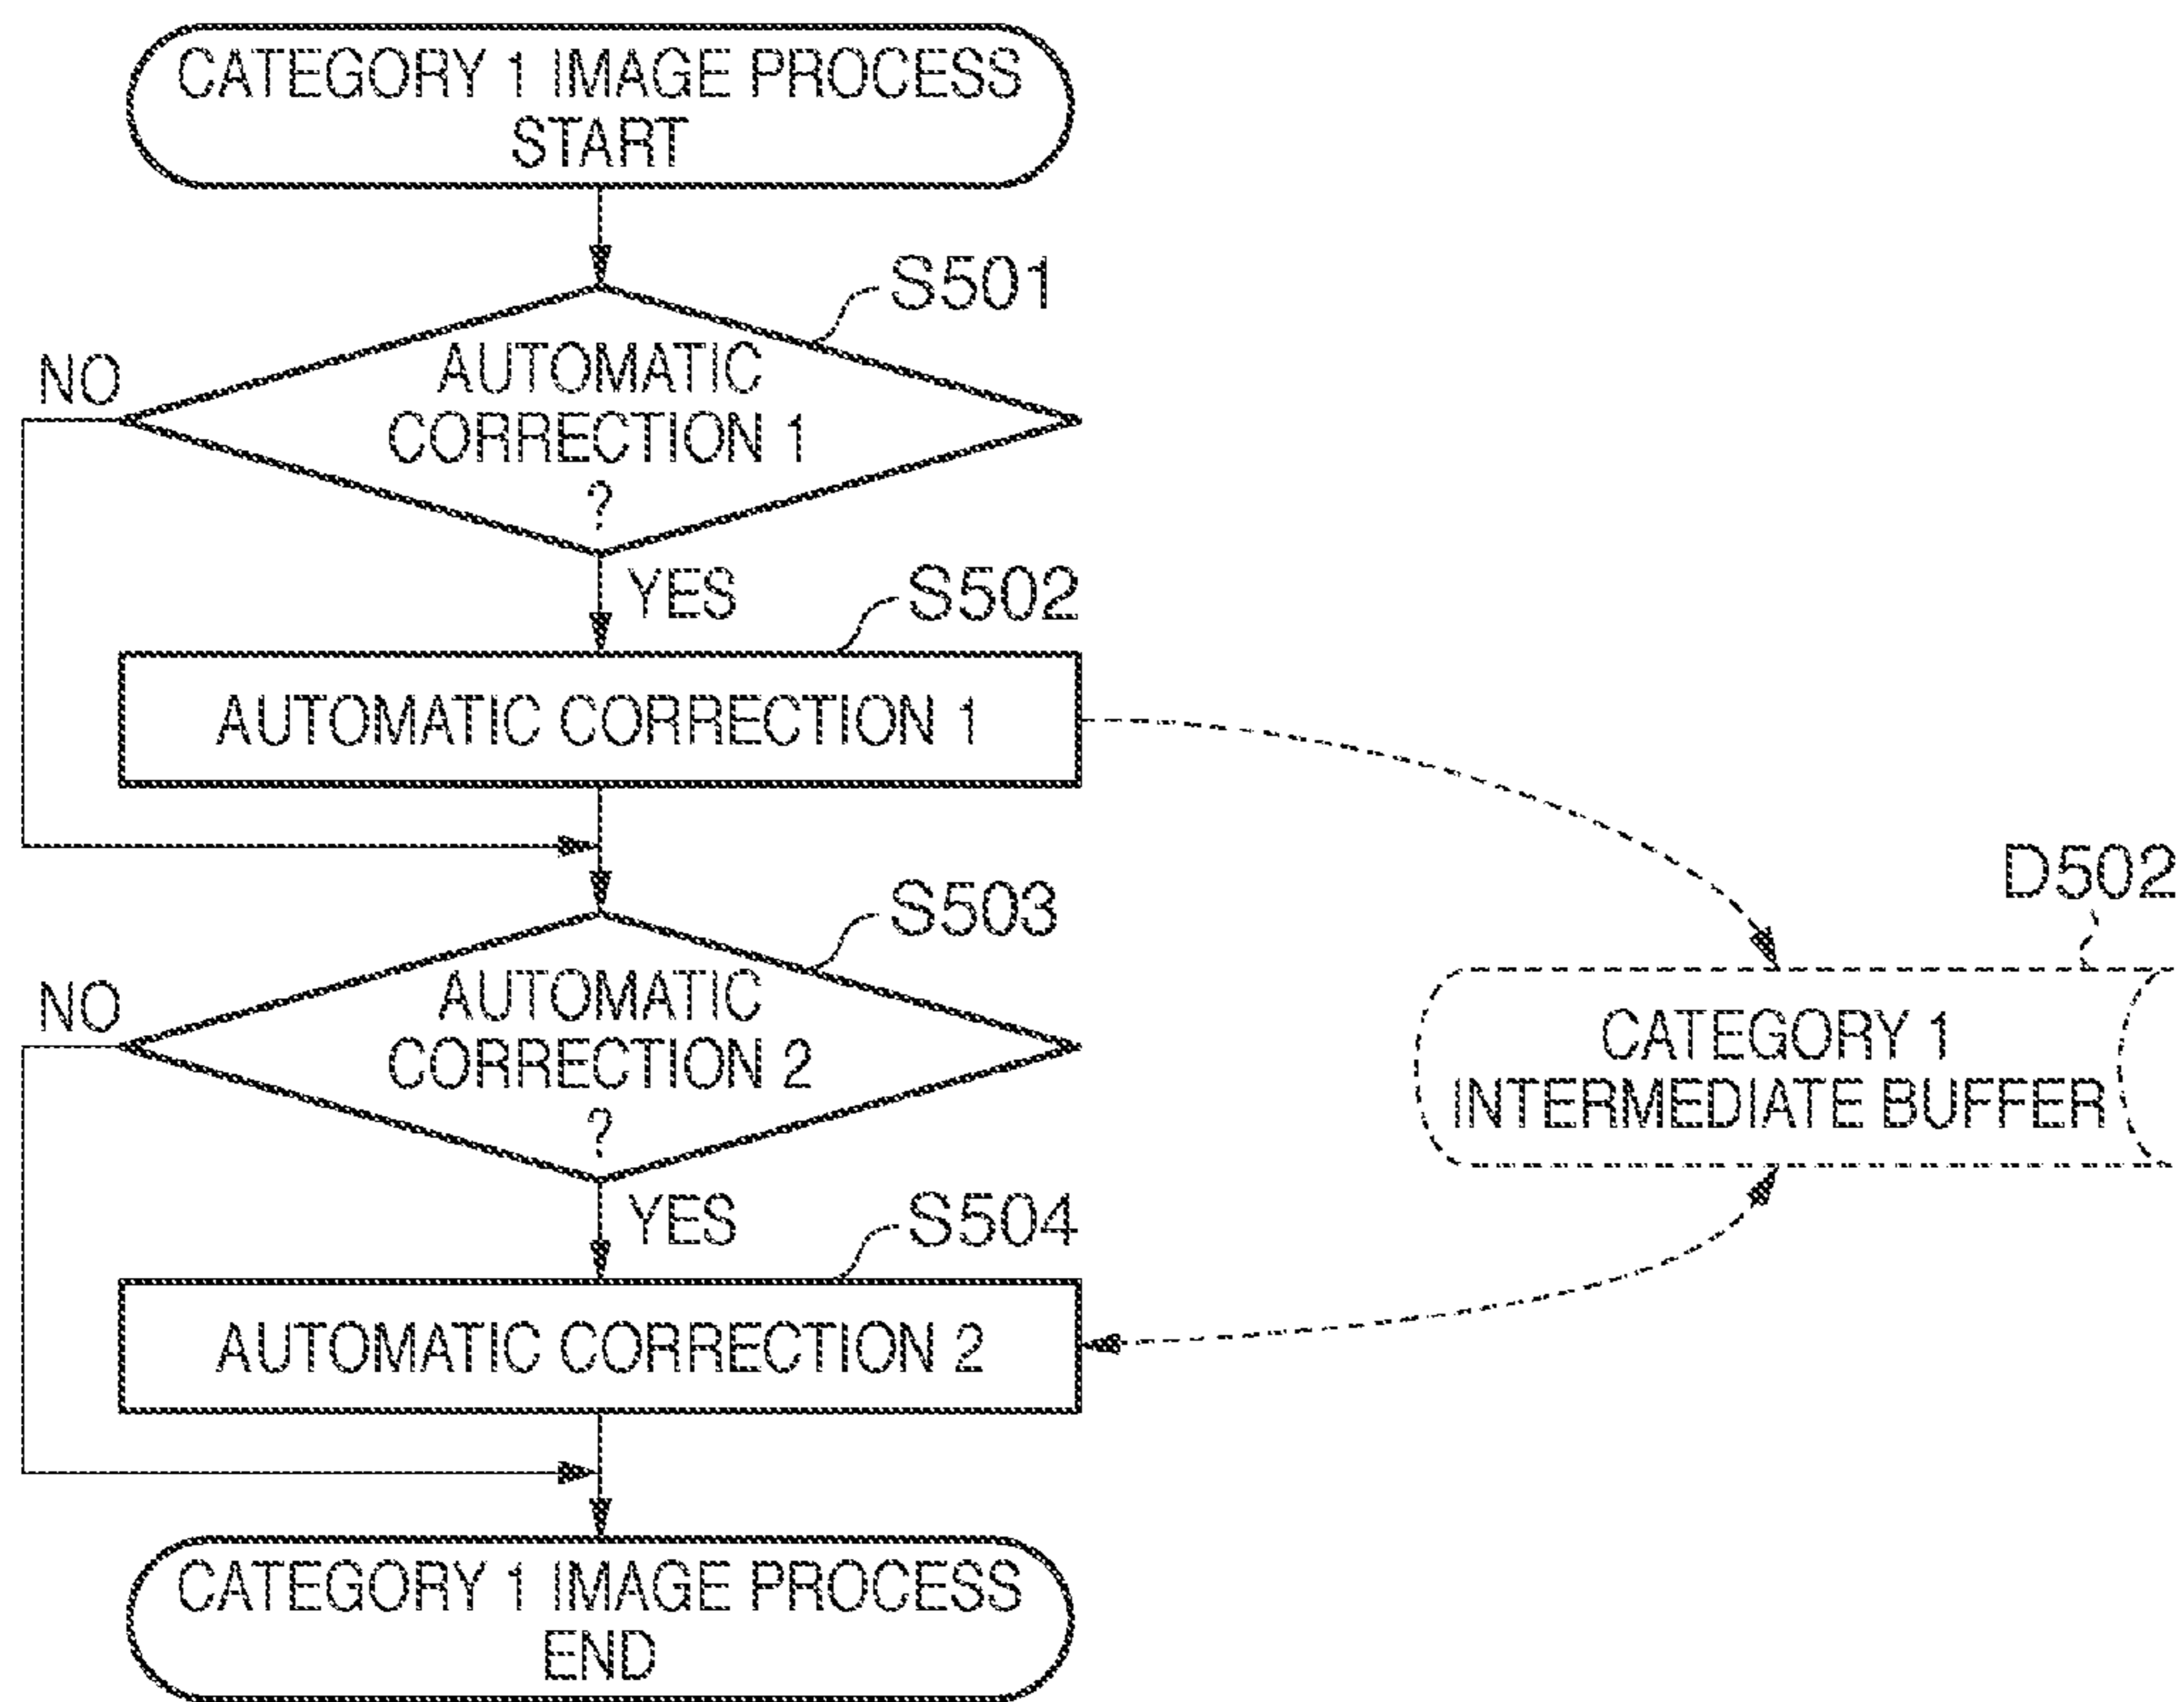 CATEGORY 1 IMAGE PROCESS
START
S501
NO
AUTOMATIC
CORRECTION 1
?
YES
S502
AUTOMATIC CORRECTION 1
D502
S503
NO
AUTOMATIC
CORRECTION 2
?
CATEGORY 1
INTERMEDIATE BUFFER
YES
S504
AUTOMATIC CORRECTION 2
CATEGORY 1 IMAGE PROCESS
END